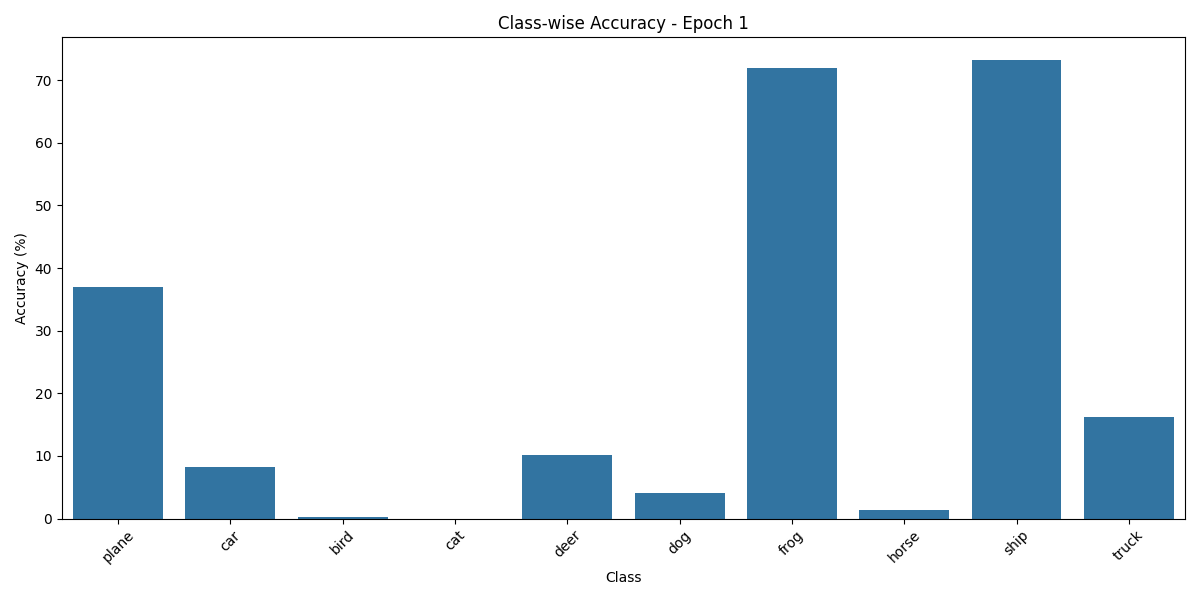 Class-wise Accuracy - Epoch 1
Accuracy (%)
70
60
50
40
30
20
10
0
plane
car
bird
cat
deer
dog
frog
horse
ship
truck
Class